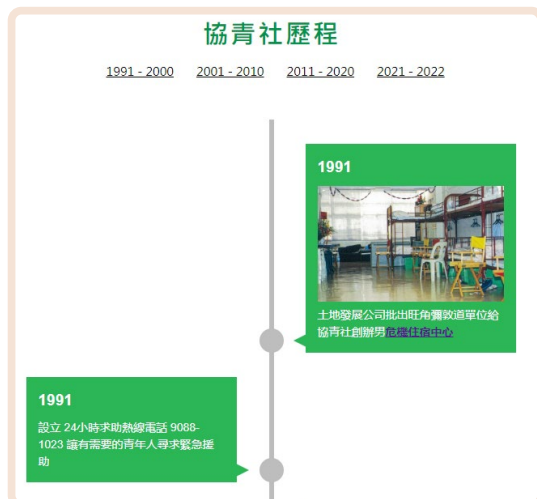 協青社歷程
1991 - 2000 2001 - 2010 2011 - 2020 2021 - 2022
1991
土地發展公司批出旺角彌敦道單位給
協青社創辦男危機住宿中心
1991
設立 24小時求助熱線電話 9088-
1023 讓有需要的青年人尋求緊急援
助